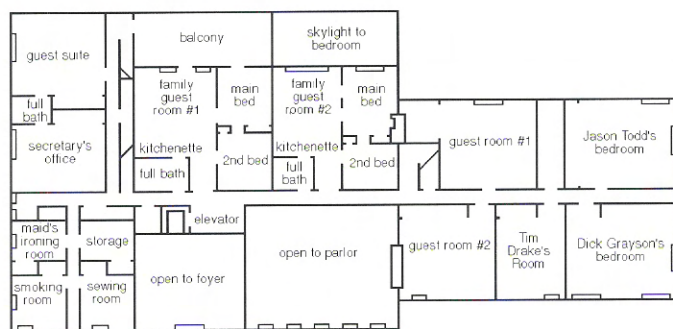 balcony
skylight to
bedroom
guest suite
family
guest
room #1
main
bed
family
guest
room #2
main
bed
full
bath
secretary's
office
kitchenette
2nd bed
full bath
kitchenette
full
bath
2nd bed
guest room #1
Jason Todd's
bedroom
elevator
maid's
ironing
room
storage
open to foyer
open to parlor
guest room #2
Tim
Drake's
Room
Dick Grayson's
bedroom
smoking
room
sewing
room